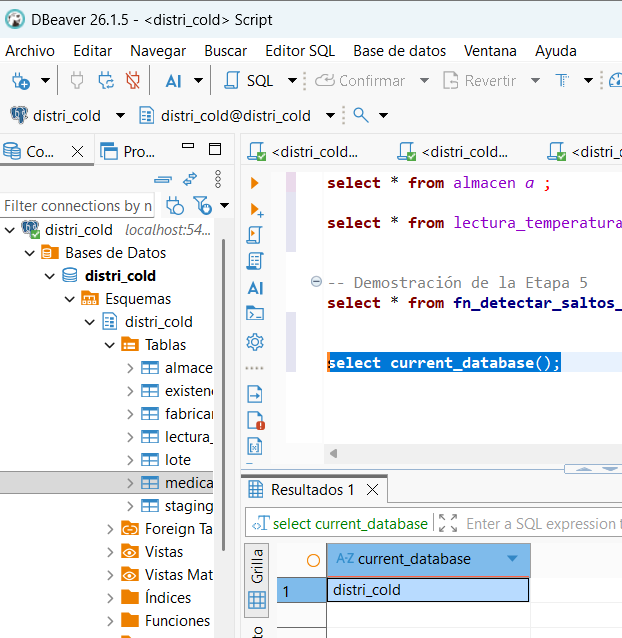 DBeaver 26.1.5 - <distri_cold> Script
Archivo Editar Navegar Buscar Editor SQL Base de datos Ventana Ayuda
AI SQL Confirmar Revertir T
distri_cold distri_cold@distri_cold
Co... Pro...
<distri_cold... <distri_cold... <distri_c
Filter connections by n
distri_cold localhost:54...
Bases de Datos
distri_cold
Esquemas
distri_cold
Tablas
almace
existen
fabrican
lectura_
lote
medica
staging
Foreign Ta
Vistas
Vistas Mat
Índices
Funciones
AI
select * from almacen a ;
select * from lectura_temperatura
-- Demostración de la Etapa 5
select * from fn_detectar_saltos_
select current_database();
Resultados 1
select current_database
Enter a SQL expression t
Grilla
A-Z current_database
1 distri_cold